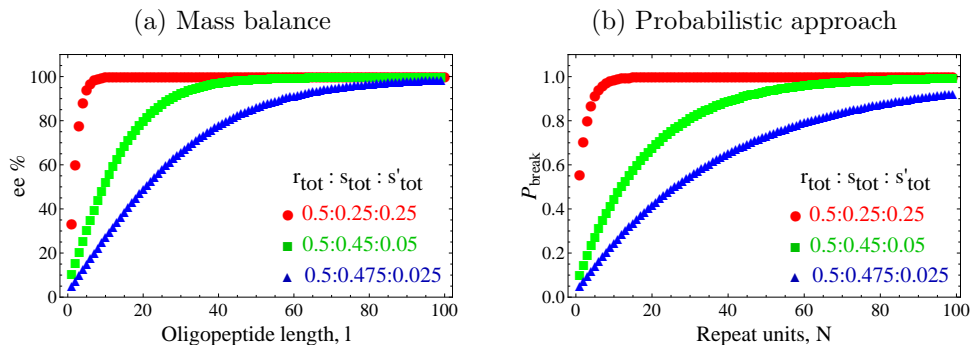 (a) Mass balance
(b) Probabilistic approach
100
80
60
40
20
0
ee %
0 20 40 60 80 100
Oligopeptide length, l
r_tot : s_tot : s'_tot
0.5:0.25:0.25
0.5:0.45:0.05
0.5:0.475:0.025
1.0
0.8
0.6
0.4
0.2
0.0
P_break
0 20 40 60 80 100
Repeat units, N
r_tot : s_tot : s'_tot
0.5:0.25:0.25
0.5:0.45:0.05
0.5:0.475:0.025